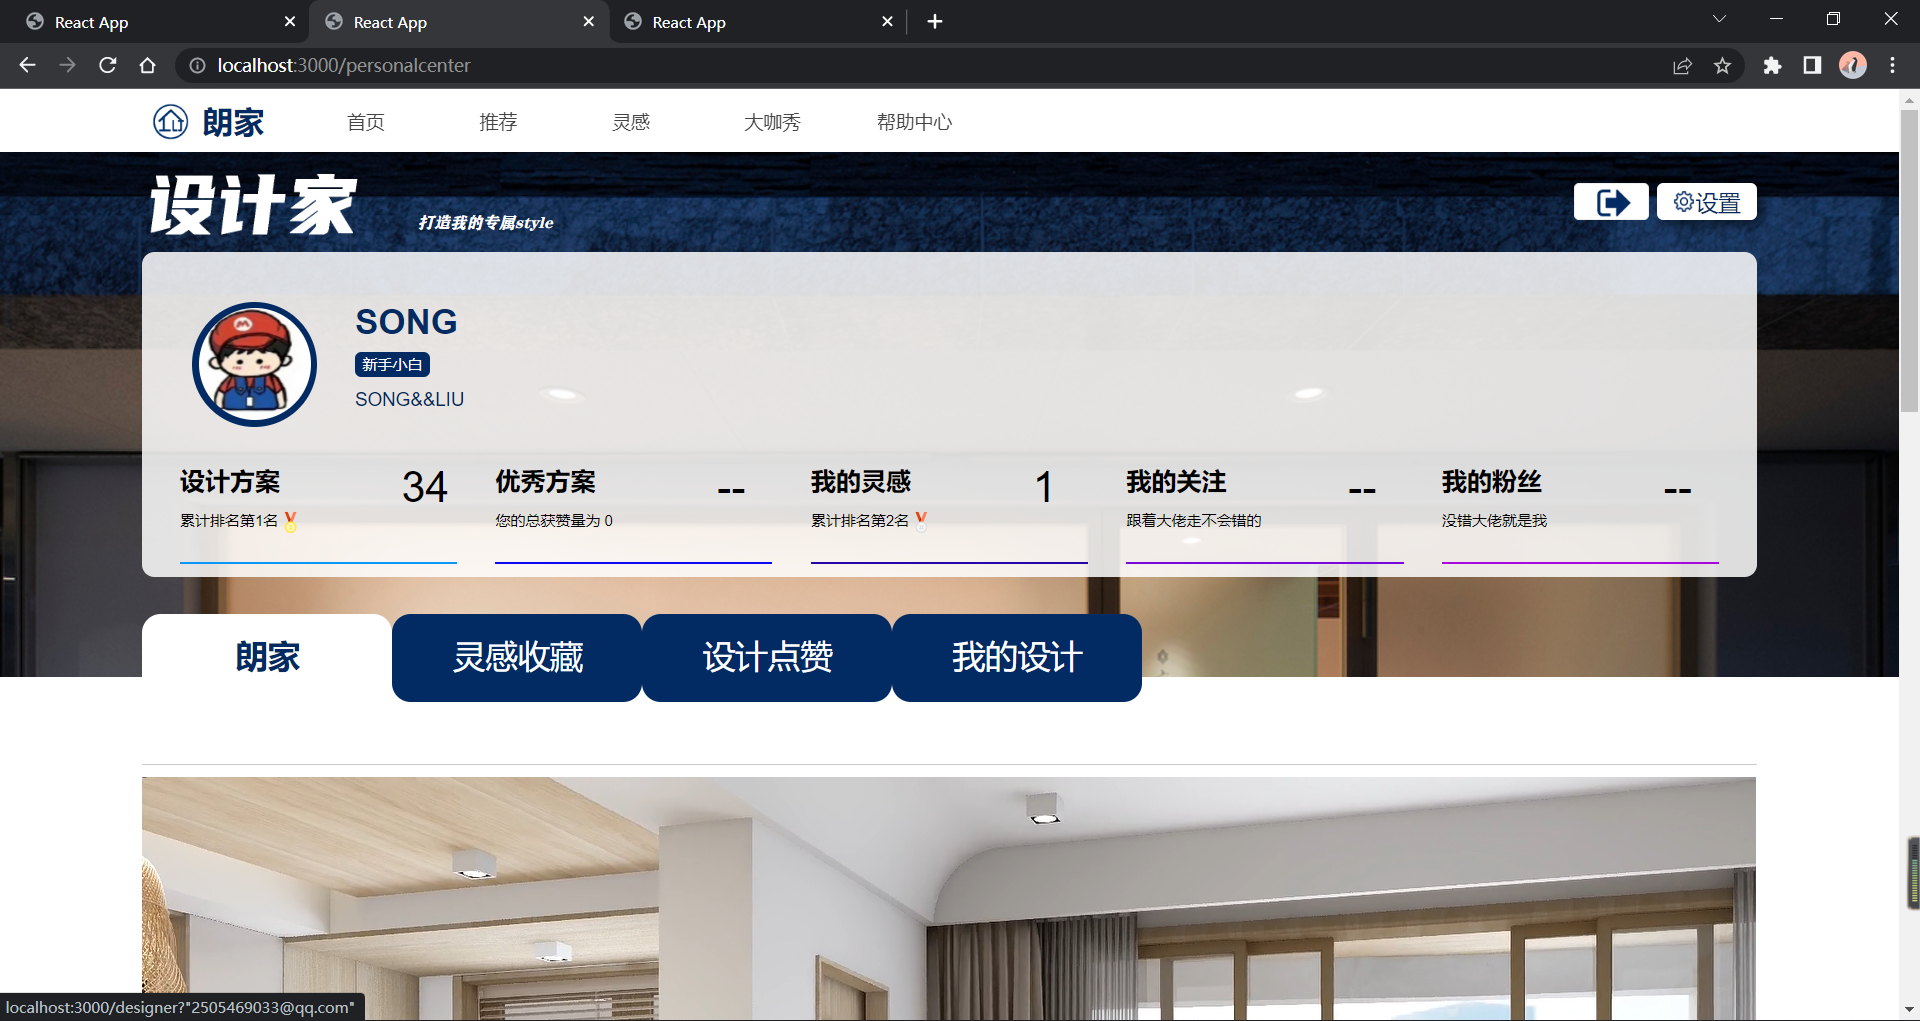 React App
React App
React App
localhost:3000/personalcenter
朗家
首页
推荐
灵感
大咖秀
帮助中心
设计家
打造我的专属style
设置
SONG
新手小白
SONG&&LIU
设计方案
34
累计排名第1名
优秀方案
--
您的总获赞量为 0
我的灵感
1
累计排名第2名
我的关注
--
跟着大佬走不会错的
我的粉丝
--
没错大佬就是我
朗家
灵感收藏
设计点赞
我的设计
localhost:3000/designer?"2505469033@qq.com"